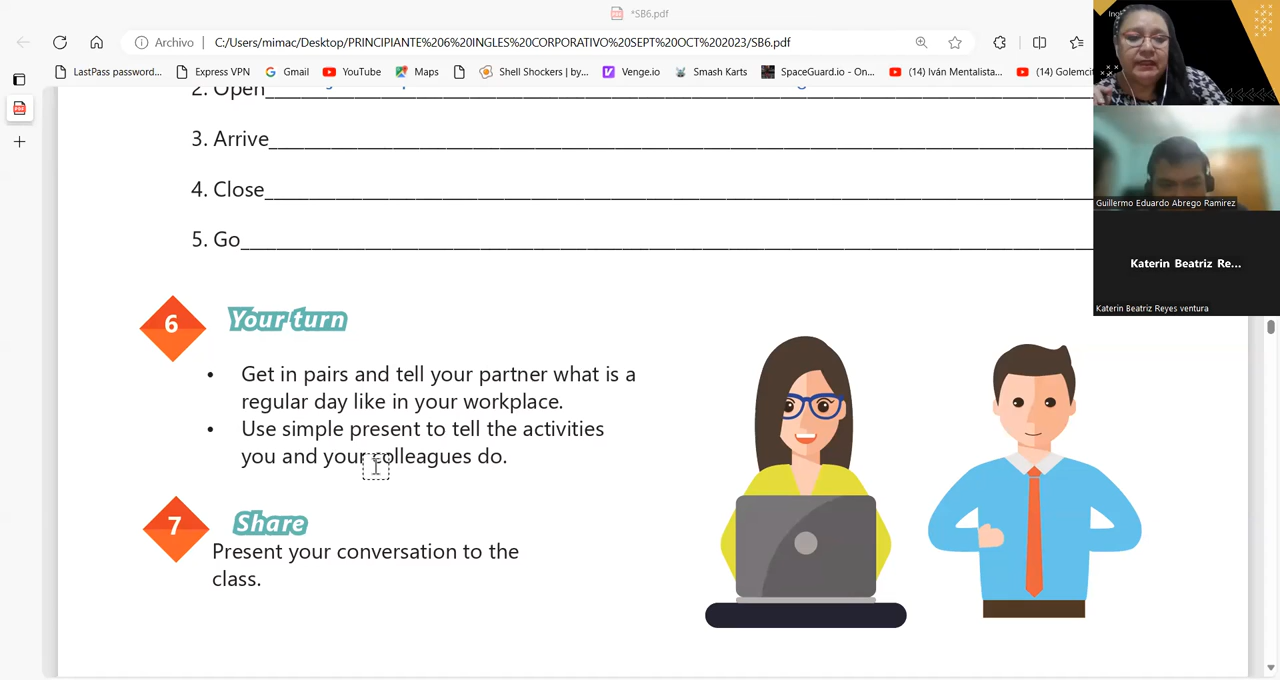 *SB6.pdf
Archivo C:/Users/mimac/Desktop/PRINCIPIANTE%206%20INGLES%20CORPORATIVO%20SEPT%20OCT%202023/SB6.pdf
LastPass password... Express VPN Gmail YouTube Maps Shell Shockers | by... Venge.io Smash Karts SpaceGuard.io - On... (14) Iván Mentalista... (14) Golemcit
2. Open
3. Arrive
4. Close
5. Go
6 Your turn
• Get in pairs and tell your partner what is a
regular day like in your workplace.
• Use simple present to tell the activities
you and your colleagues do.
7 Share
Present your conversation to the
class.
Guillermo Eduardo Abrego Ramirez
Katerin Beatriz Re...
Katerin Beatriz Reyes ventura